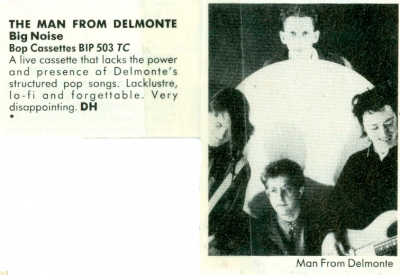 THE MAN FROM DELMONTE
Big Noise
Bop Cassettes BIP 503 TC
A live cassette that lacks the power
and presence of Delmonte's
structured pop songs. Lacklustre,
lo-fi and forgettable. Very
disappointing. DH
*
Man From Delmonte